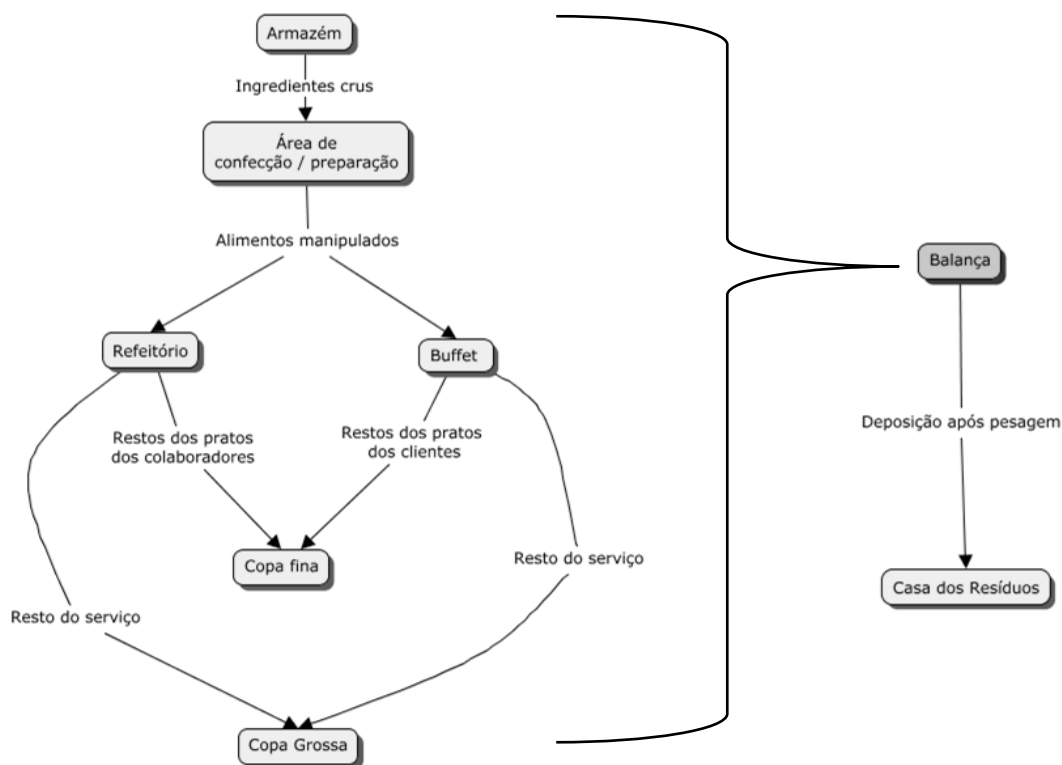 Armazém
Ingredientes crus
Área de
confecção / preparação
Alimentos manipulados
Balança
Refeitório
Buffet
Restos dos pratos
dos colaboradores
Restos dos pratos
dos clientes
Deposição após pesagem
Copa fina
Resto do serviço
Casa dos Resíduos
Resto do serviço
Copa Grossa